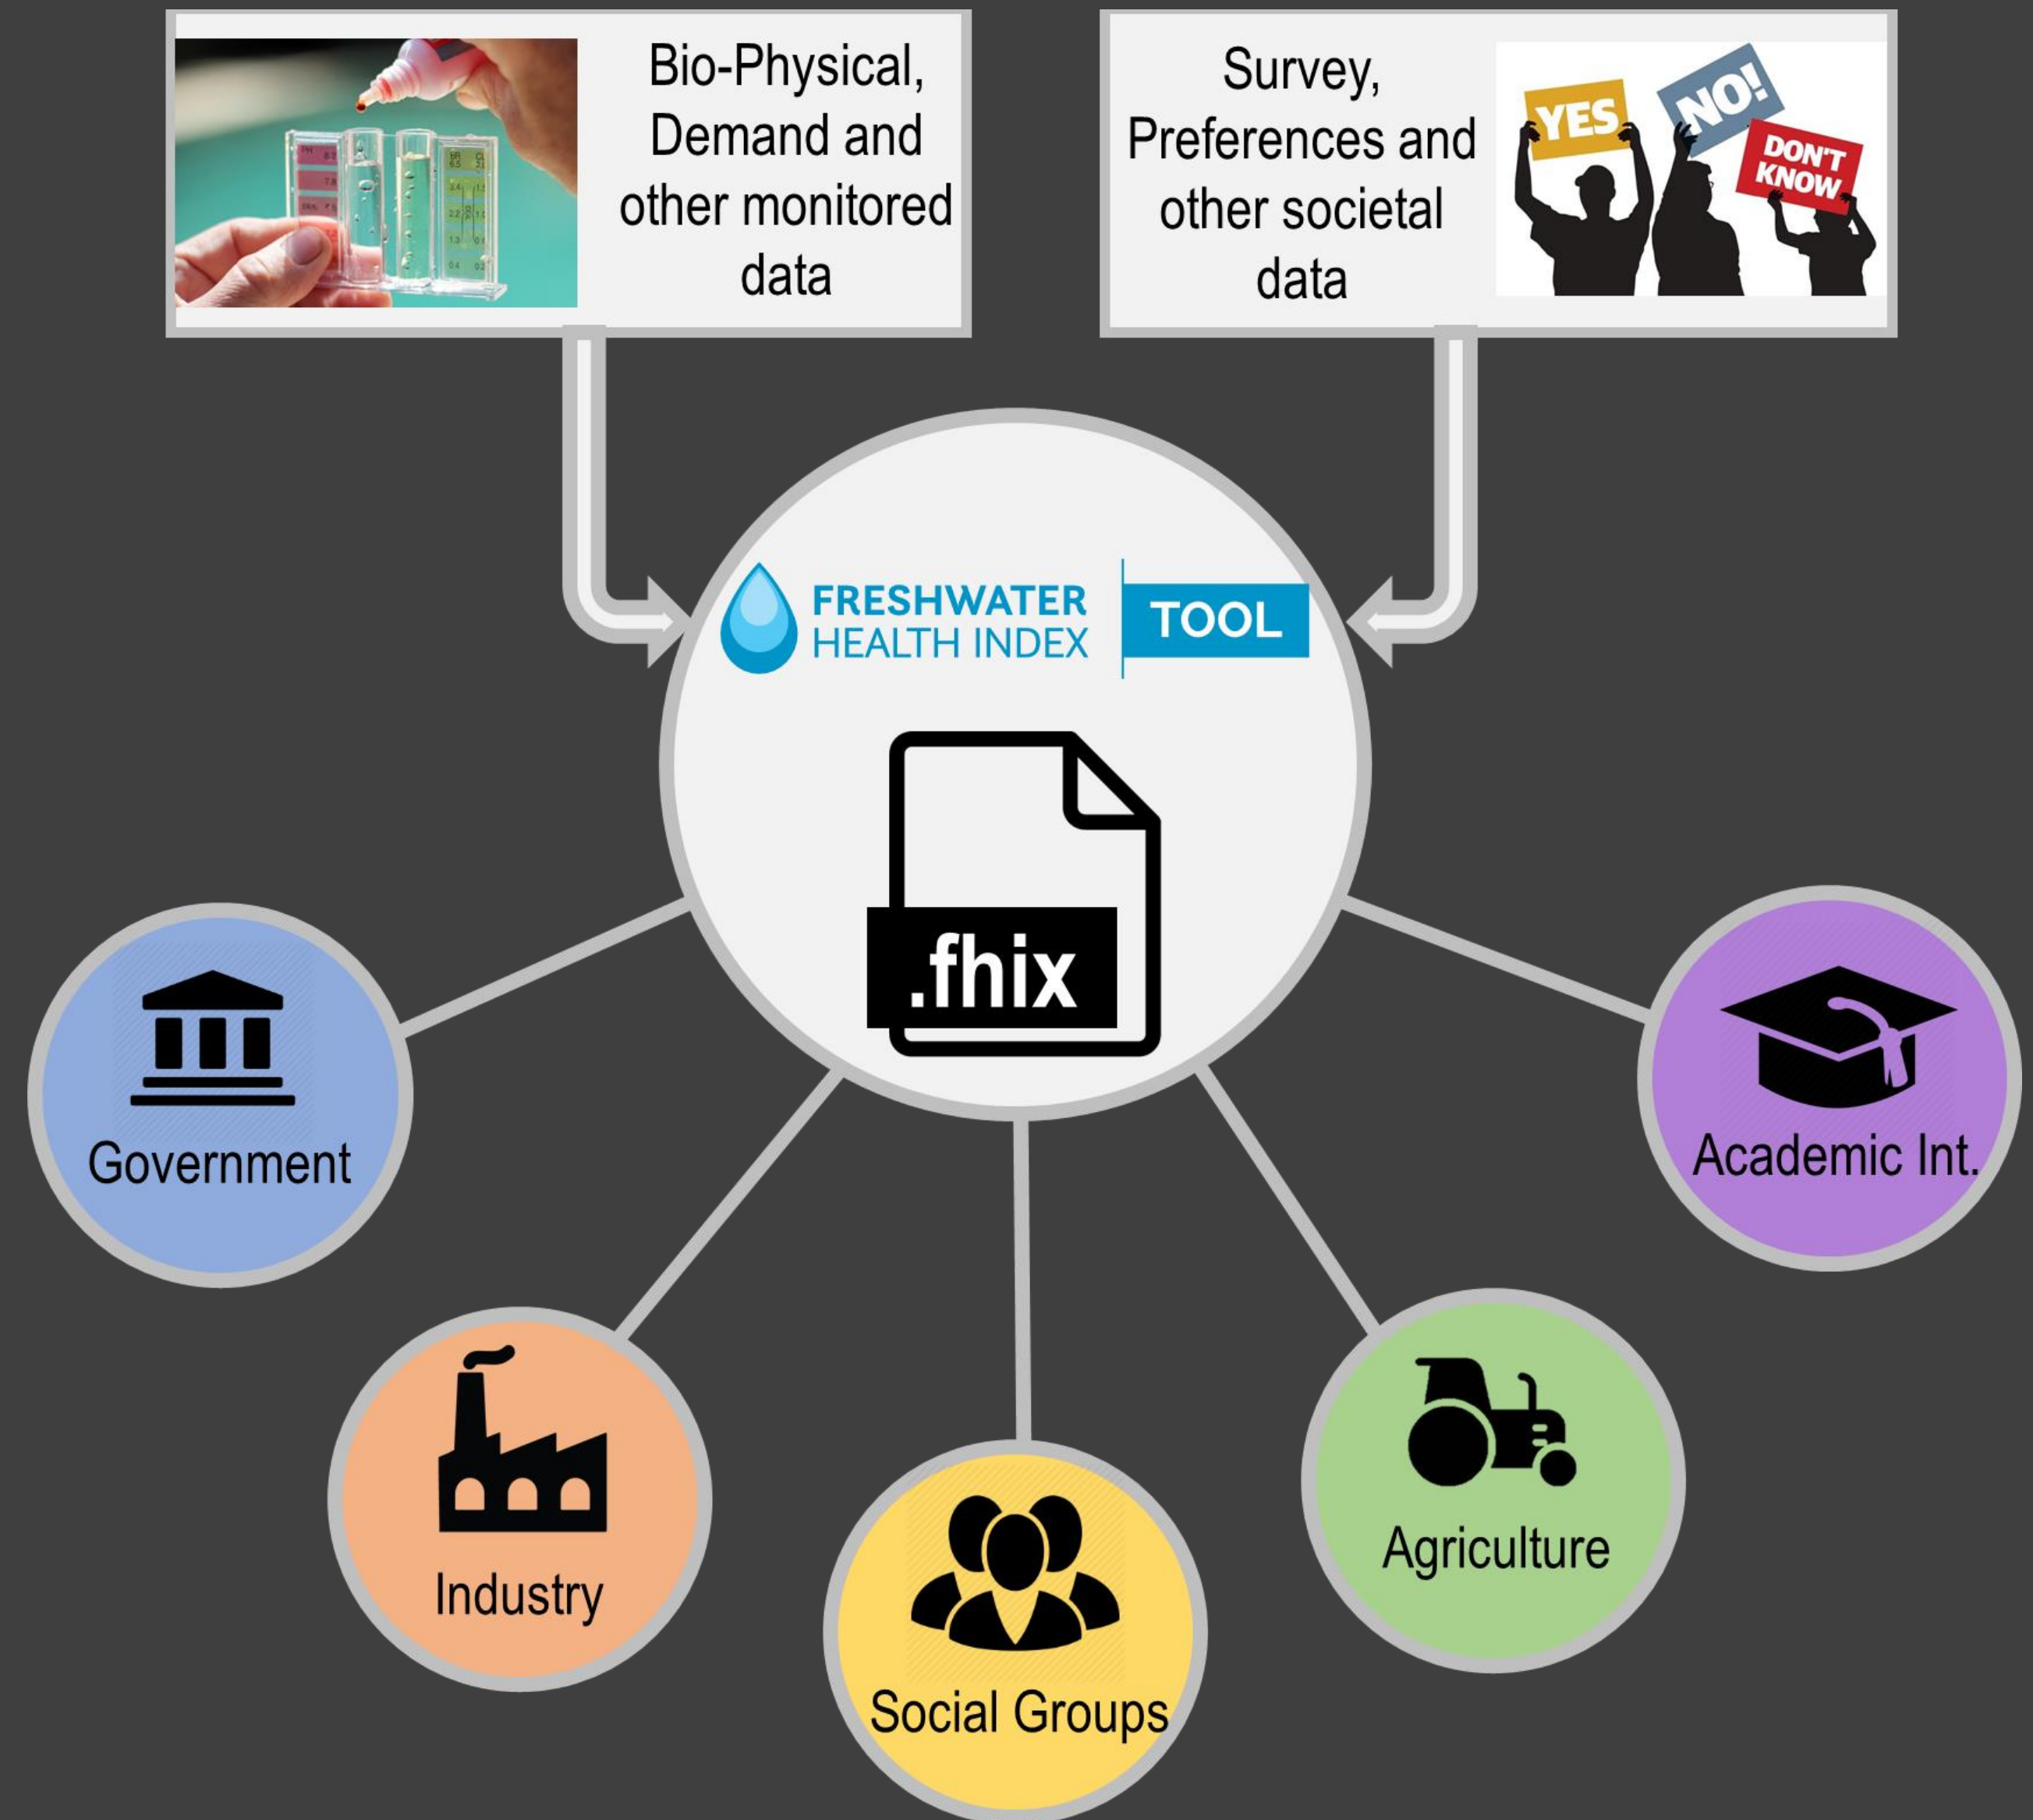 Bio-Physical,
Demand and
other monitored
data
Survey,
Preferences and
other societal
data
YES
NO!
DON'T
KNOW
FRESHWATER
HEALTH INDEX
TOOL
.fhix
Government
Academic Int.
Industry
Agriculture
Social Groups